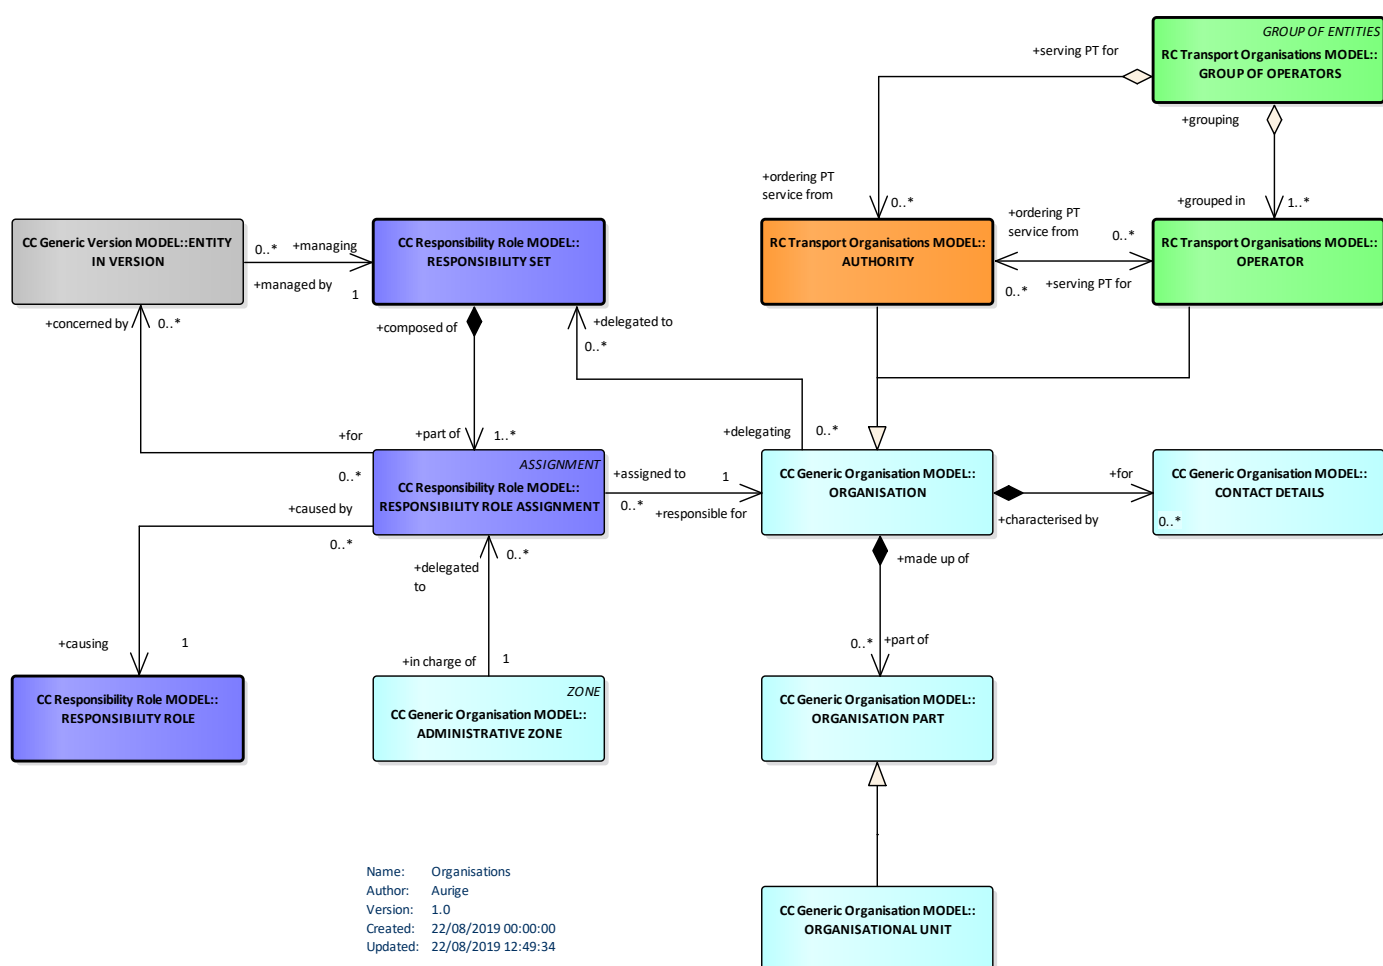 GROUP OF ENTITIES
RC Transport Organisations MODEL::
GROUP OF OPERATORS
+serving PT for
+grouping
+ordering PT
service from
0..*
+grouped in
1..*
CC Generic Version MODEL::ENTITY
IN VERSION
0..*
+managing
+managed by
1
CC Responsibility Role MODEL::
RESPONSIBILITY SET
RC Transport Organisations MODEL::
AUTHORITY
+ordering PT
service from
0..*
0..*
+serving PT for
RC Transport Organisations MODEL::
OPERATOR
+concerned by
0..*
+composed of
+delegated to
0..*
+for
0..*
+part of
1..*
+delegating
0..*
ASSIGNMENT
CC Responsibility Role MODEL::
RESPONSIBILITY ROLE ASSIGNMENT
+assigned to
1
0..*
+responsible for
CC Generic Organisation MODEL::
ORGANISATION
+for
+characterised by
0..*
CC Generic Organisation MODEL::
CONTACT DETAILS
+caused by
0..*
+delegated
to
0..*
+made up of
+causing
1
+in charge of
1
0..*
+part of
CC Responsibility Role MODEL::
RESPONSIBILITY ROLE
ZONE
CC Generic Organisation MODEL::
ADMINISTRATIVE ZONE
CC Generic Organisation MODEL::
ORGANISATION PART
Name: Organisations
Author: Aurige
Version: 1.0
Created: 22/08/2019 00:00:00
Updated: 22/08/2019 12:49:34
CC Generic Organisation MODEL::
ORGANISATIONAL UNIT